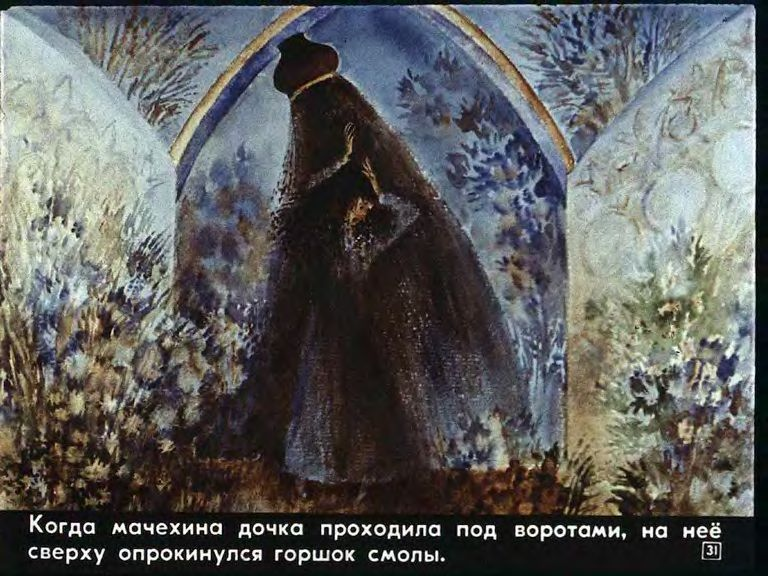 Когда мачехина дочка проходила под воротами, на неё
сверху опрокинулся горшок смолы.
31